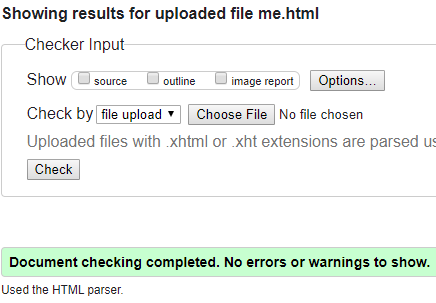 Showing results for uploaded file me.html
Checker Input
Show source outline image report Options...
Check by file upload Choose File No file chosen
Uploaded files with .xhtml or .xht extensions are parsed
Check
Document checking completed. No errors or warnings to show.
Used the HTML parser.